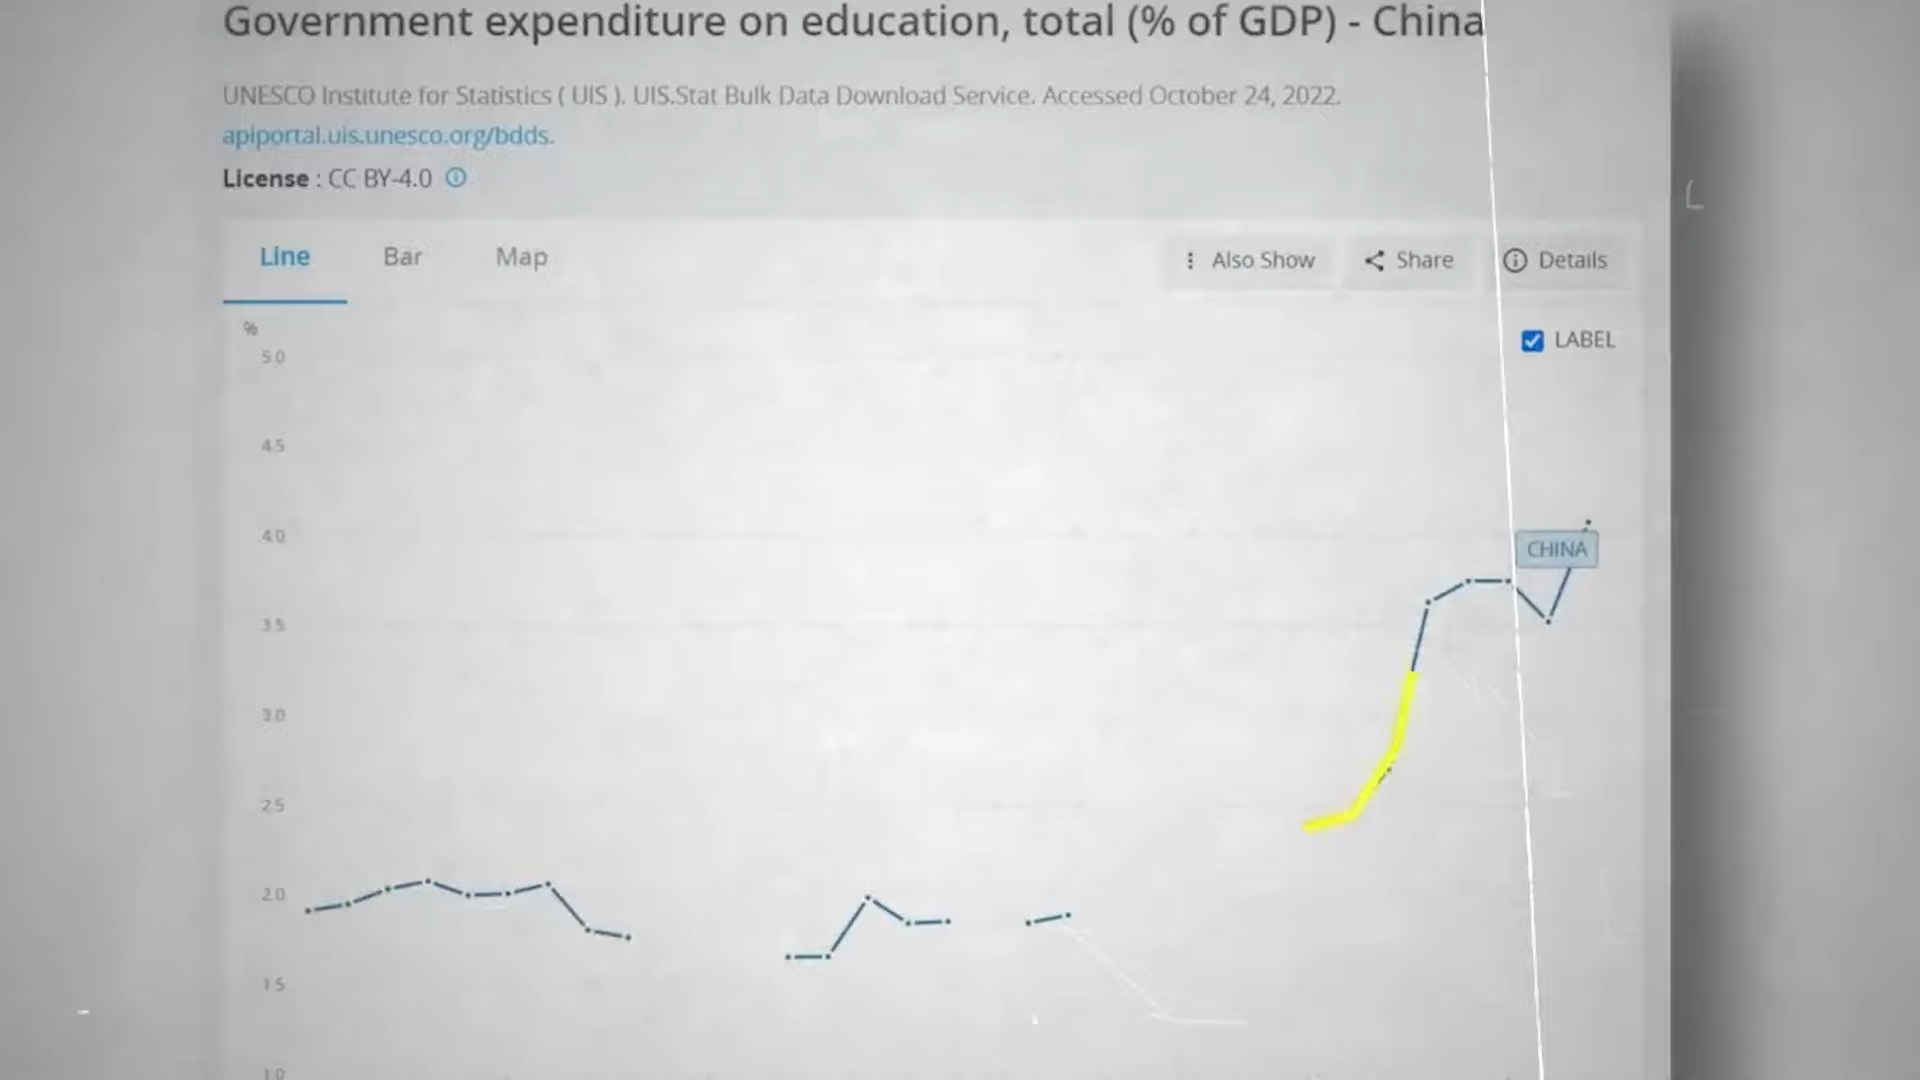 Government expenditure on education, total (% of GDP) - China
UNESCO Institute for Statistics ( UIS ). UIS.Stat Bulk Data Download Service. Accessed October 24, 2022.
apiportal.uis.unesco.org/bdds.
License : CC BY-4.0
Line Bar Map Also Show Share Details
% LABEL
5.0
4.5
4.0
CHINA
3.5
3.0
2.5
2.0
1.5
1.0